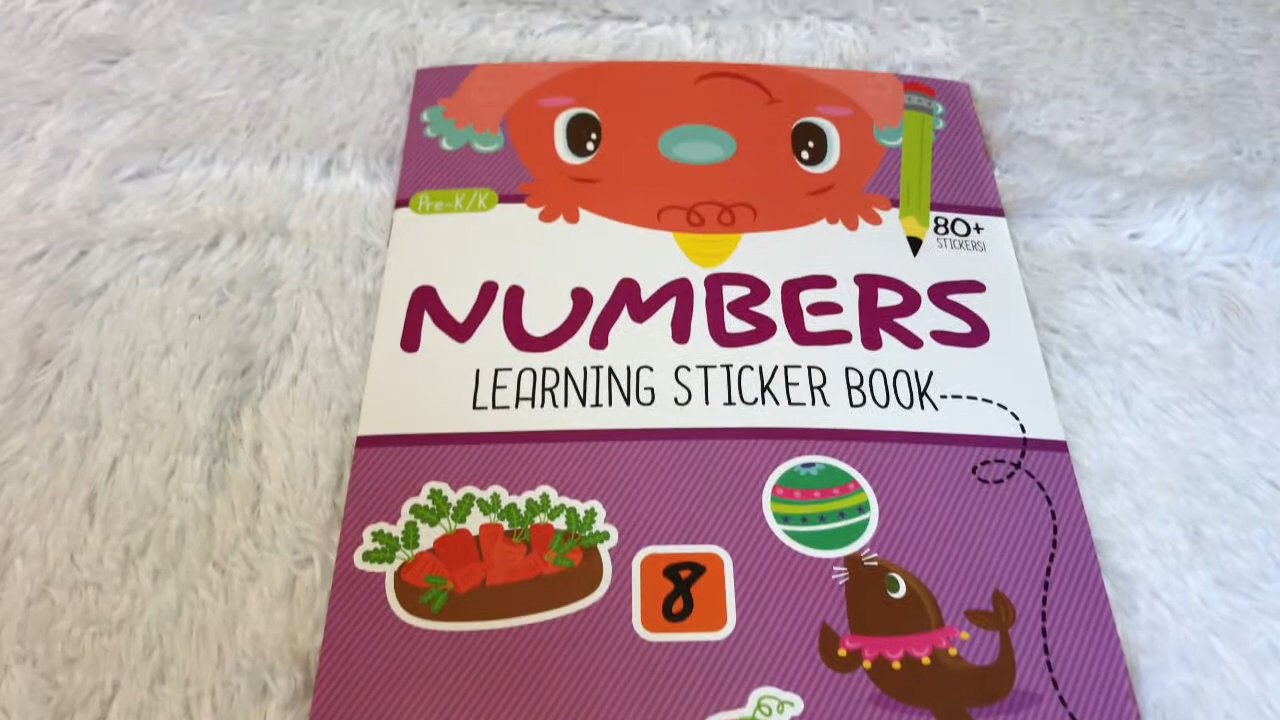 Pre-K/K
80+
STICKERS!
NUMBERS
LEARNING STICKER BOOK
8